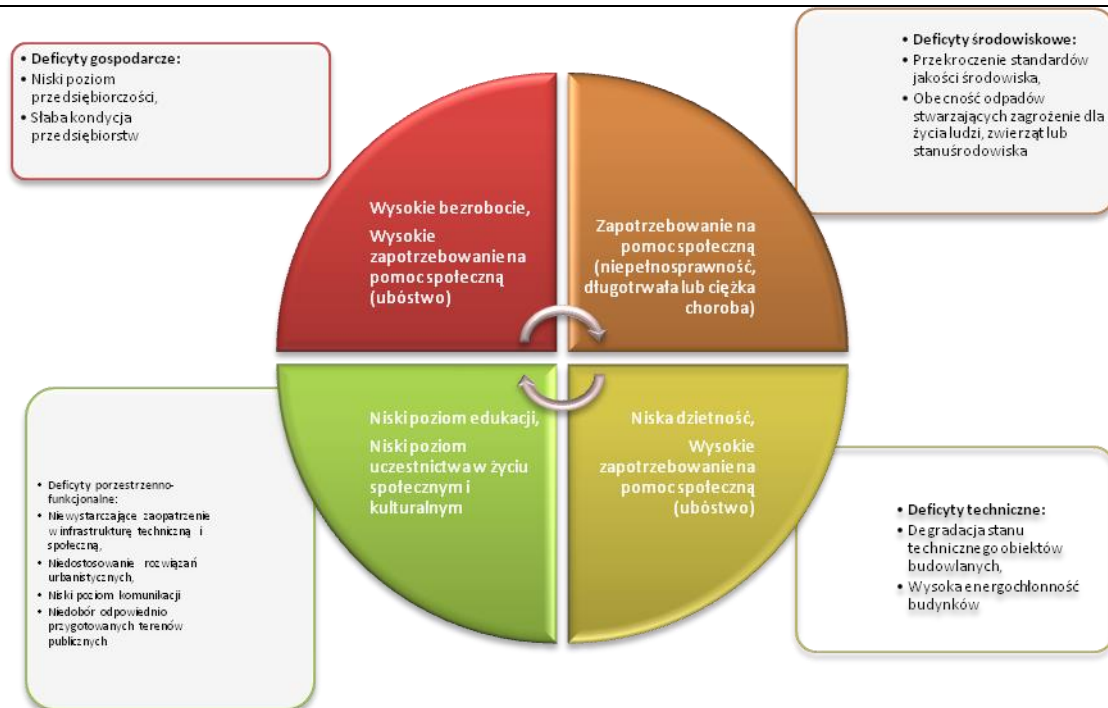 • Deficyty gospodarcze:
• Niski poziom
przedsiębiorczości,
• Słaba kondycja
przedsiębiorstw
• Deficyty środowiskowe:
• Przekroczenie standardów
jakości środowiska,
• Obecność odpadów
stwarzających zagrożenie dla
życia ludzi, zwierząt lub
stanuśrodowiska
Wysokie bezrobocie,
Wysokie
zapotrzebowanie na
pomoc społeczną
(ubóstwo)
Zapotrzebowanie na
pomoc społeczną
(niepełnosprawność,
długotrwała lub ciężka
choroba)
Niski poziom edukacji,
Niski poziom
uczestnictwa w życiu
społecznym i
kulturalnym
Niska dzietność,
Wysokie
zapotrzebowanie na
pomoc społeczną
(ubóstwo)
• Deficyty porzestrzenno-
funkcjonalne:
• Niewystarczające zaopatrzenie
w infrastrukturę techniczną i
społeczną,
• Niedostosowanie rozwiązań
urbanistycznych,
• Niski poziom komunikacji
• Niedobór odpowiednio
przygotowanych terenów
publicznych
• Deficyty techniczne:
• Degradacja stanu
technicznego obiektów
budowlanych,
• Wysoka energochłonność
budynków